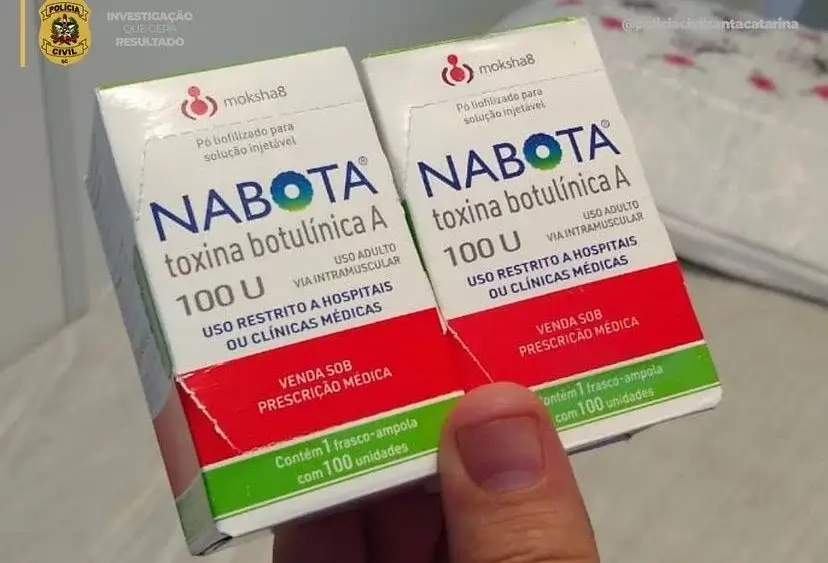 POLÍCIA
CIVIL
SC
INVESTIGAÇÃO
QUE GERA
RESULTADO
@policiacivilsantacatarina
moksha8
Pó liofilizado para
solução injetável
NABOTA®
toxina botulínica A
100 U
USO ADULTO
VIA INTRAMUSCULAR
USO RESTRITO A HOSPITAIS
OU CLÍNICAS MÉDICAS
VENDA SOB
PRESCRIÇÃO MÉDICA
Contém 1 frasco-ampola
com 100 unidades
moksha8
Pó liofilizado para
solução injetável
NABOTA®
toxina botulínica A
100 U
USO ADULTO
VIA INTRAMUSCULAR
USO RESTRITO A HOSPITAIS
OU CLÍNICAS MÉDICAS
VENDA SOB
PRESCRIÇÃO MÉDICA
ontém 1 frasco-ampola
com 100 unidades